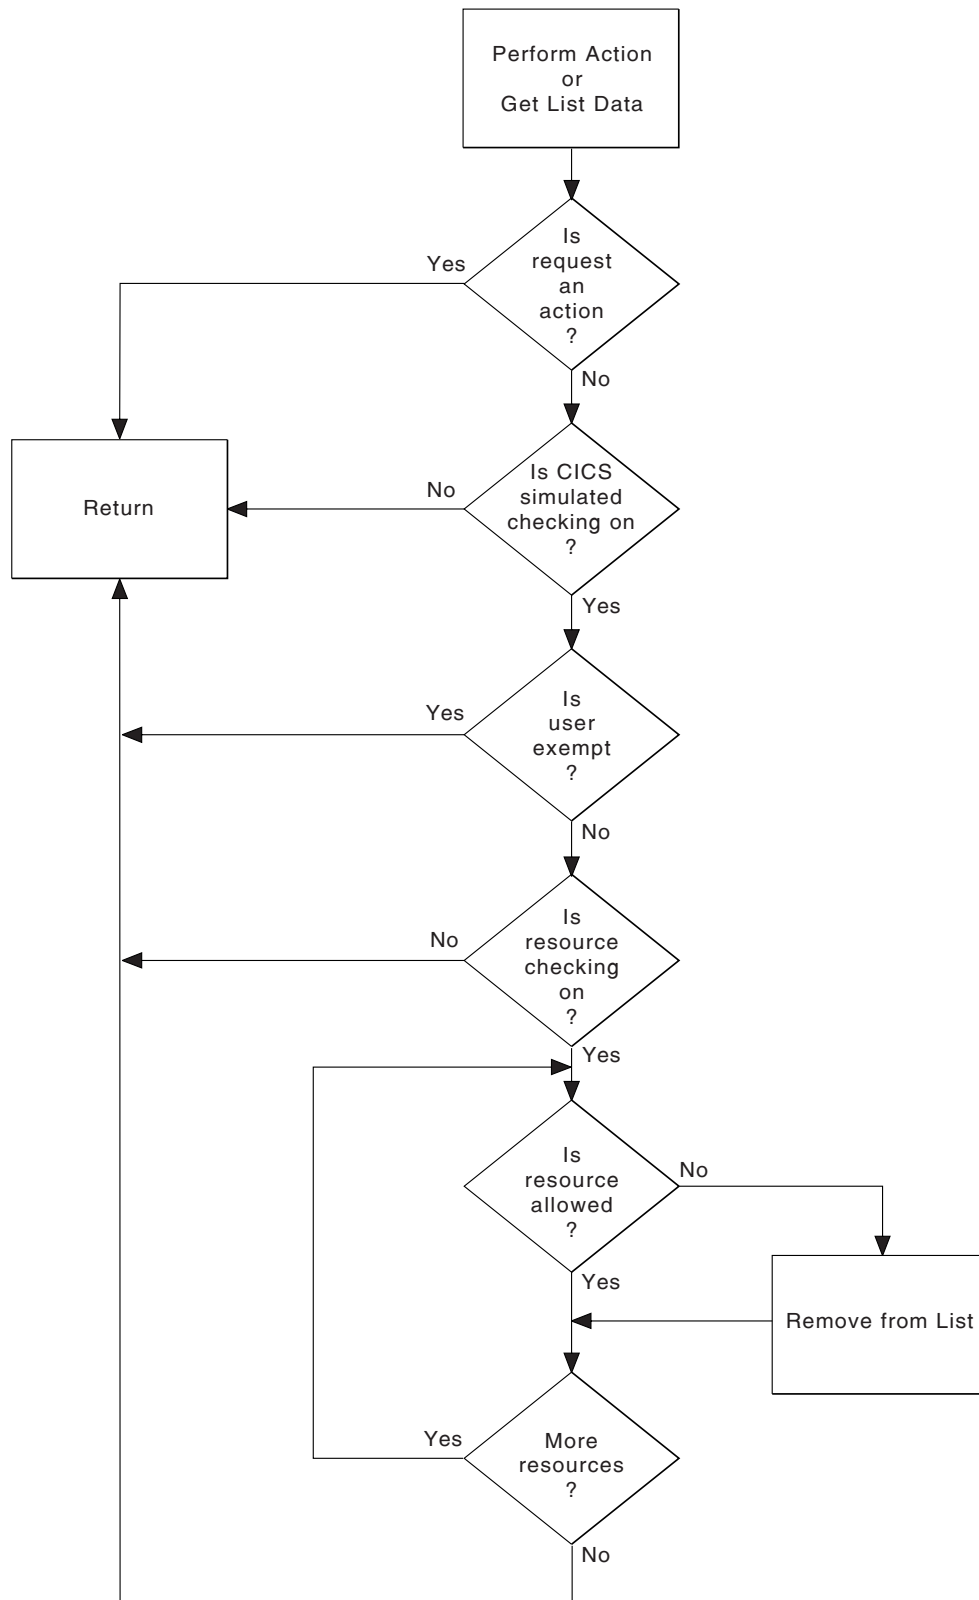 Perform Action
or
Get List Data
Is
request
an
action
?
Yes
No
Return
Is CICS
simulated
checking on
?
No
Yes
Is
user
exempt
?
Yes
No
Is
resource
checking
on
?
No
Yes
Is
resource
allowed
?
No
Yes
Remove from List
More
resources
?
Yes
No